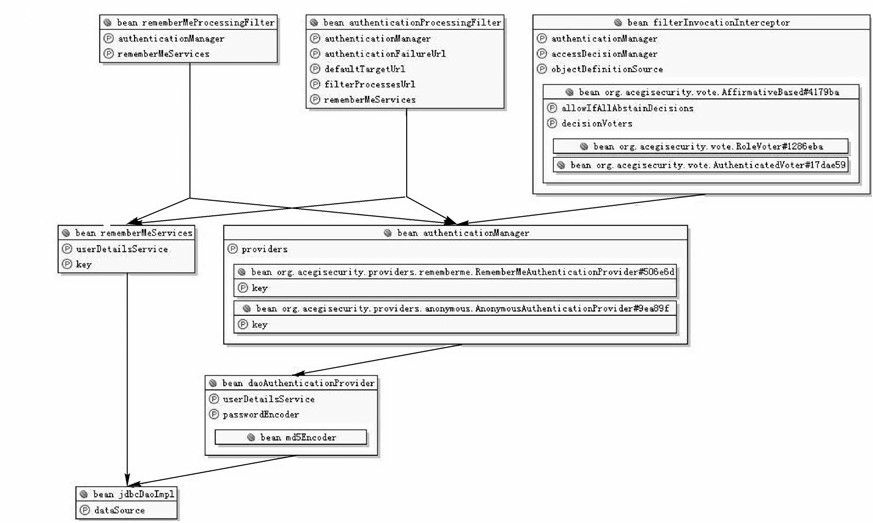 bean rememberMeProcessingFilter
authenticationManager
rememberMeServices
bean authenticationProcessingFilter
authenticationManager
authenticationFailureUrl
defaultTargetUrl
filterProcessesUrl
rememberMeServices
bean filterInvocationInterceptor
authenticationManager
accessDecisionManager
objectDefinitionSource
bean org.acegisecurity.vote.AffirmativeBased#4179ba
allowIfAllAbstainDecisions
decisionVoters
bean org.acegisecurity.vote.RoleVoter#1286eba
bean org.acegisecurity.vote.AuthenticatedVoter#17dae59
bean rememberMeServices
userDetailsService
key
bean authenticationManager
providers
bean org.acegisecurity.providers.rememberme.RememberMeAuthenticationProvider#506e6d
key
bean org.acegisecurity.providers.anonymous.AnonymousAuthenticationProvider#9ea89f
key
bean daoAuthenticationProvider
userDetailsService
passwordEncoder
bean md5Encoder
bean jdbcDaoImpl
dataSource